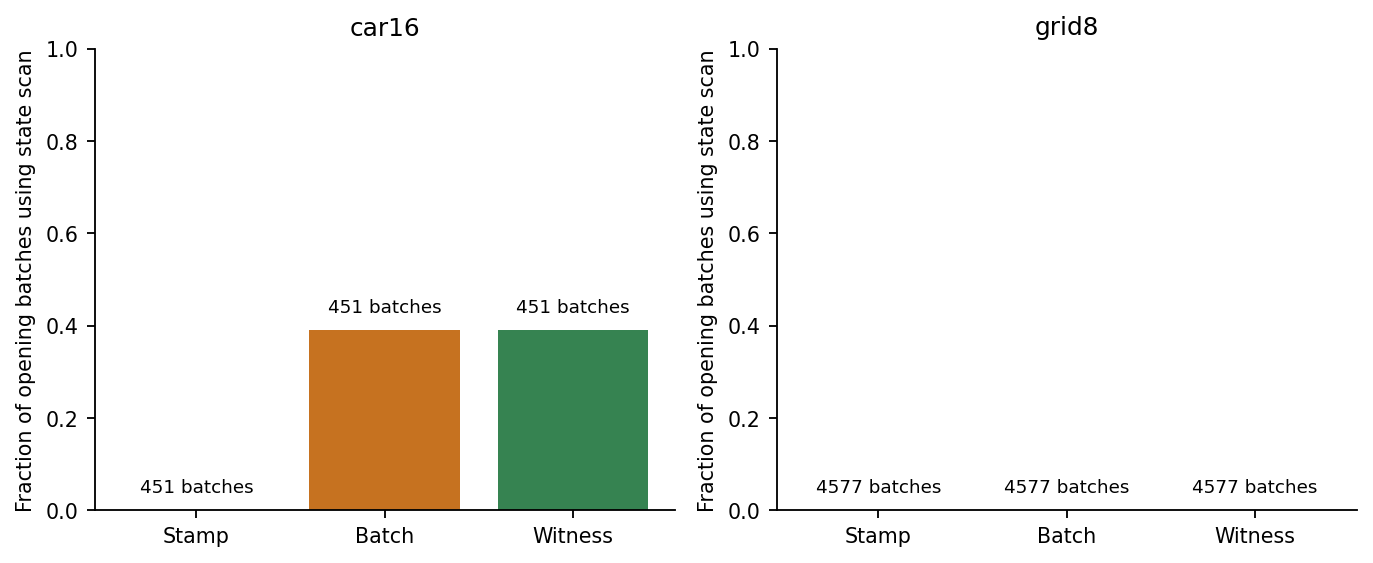 car16
Fraction of opening batches using state scan
1.0
0.8
0.6
0.4
0.2
0.0
451 batches
451 batches
451 batches
Stamp
Batch
Witness
grid8
Fraction of opening batches using state scan
1.0
0.8
0.6
0.4
0.2
0.0
4577 batches
4577 batches
4577 batches
Stamp
Batch
Witness